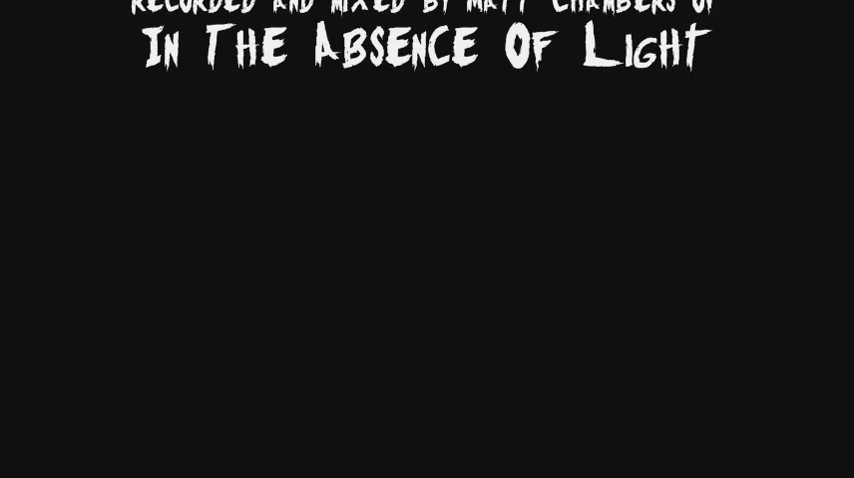 RECORDED AND MIXED BY MATT CHAMBERS OF
IN THE ABSENCE OF LIGHT